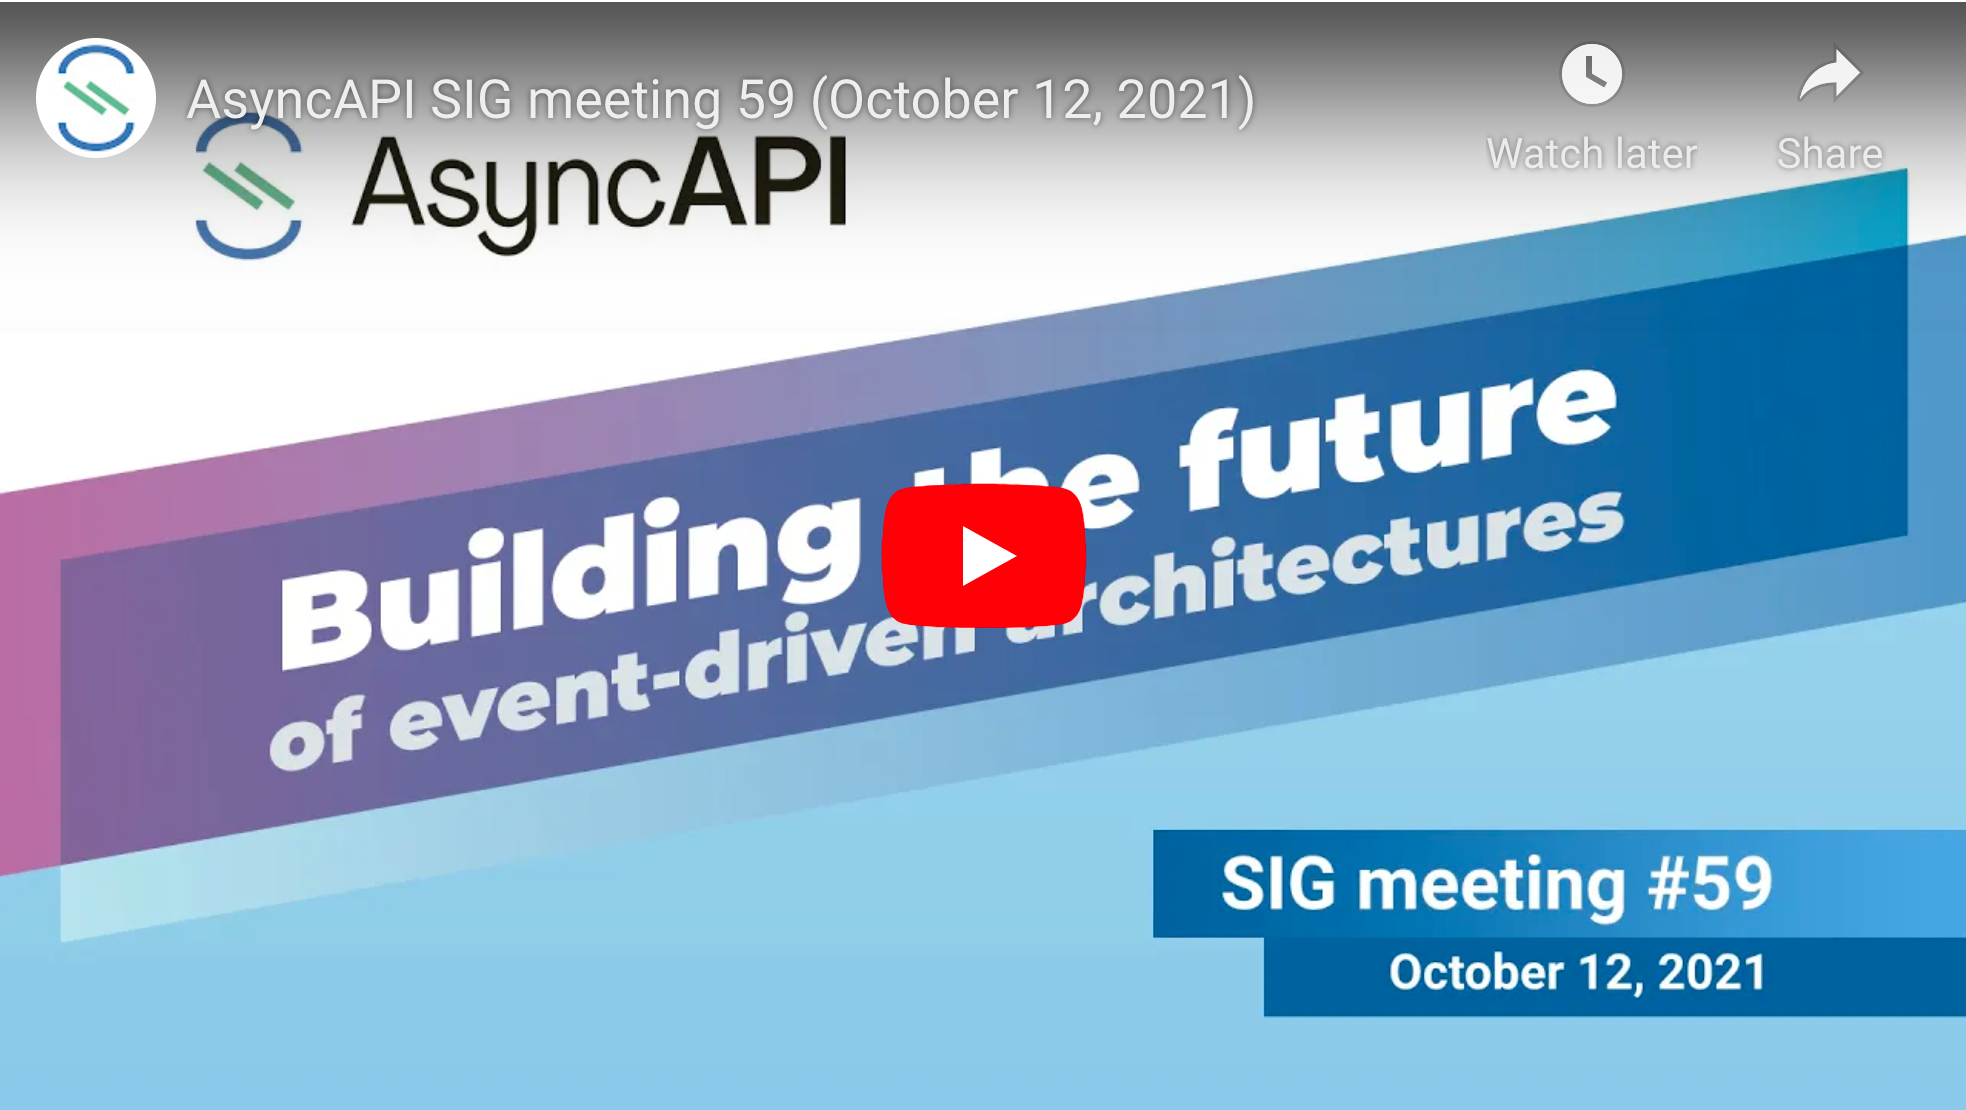 AsyncAPI SIG meeting 59 (October 12, 2021)
Watch later
Share
AsyncAPI
Building the future
of event-driven architectures
SIG meeting #59
October 12, 2021